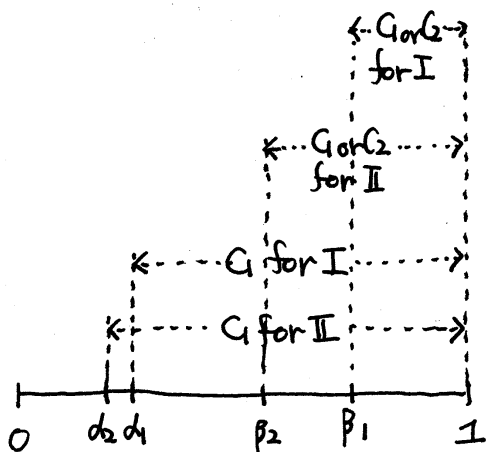 C₁ or C₂
for I
C₁ or C₂
for II
C₁ for I
C₁ for II
0 α₂ α₁ β₂ β₁ 1